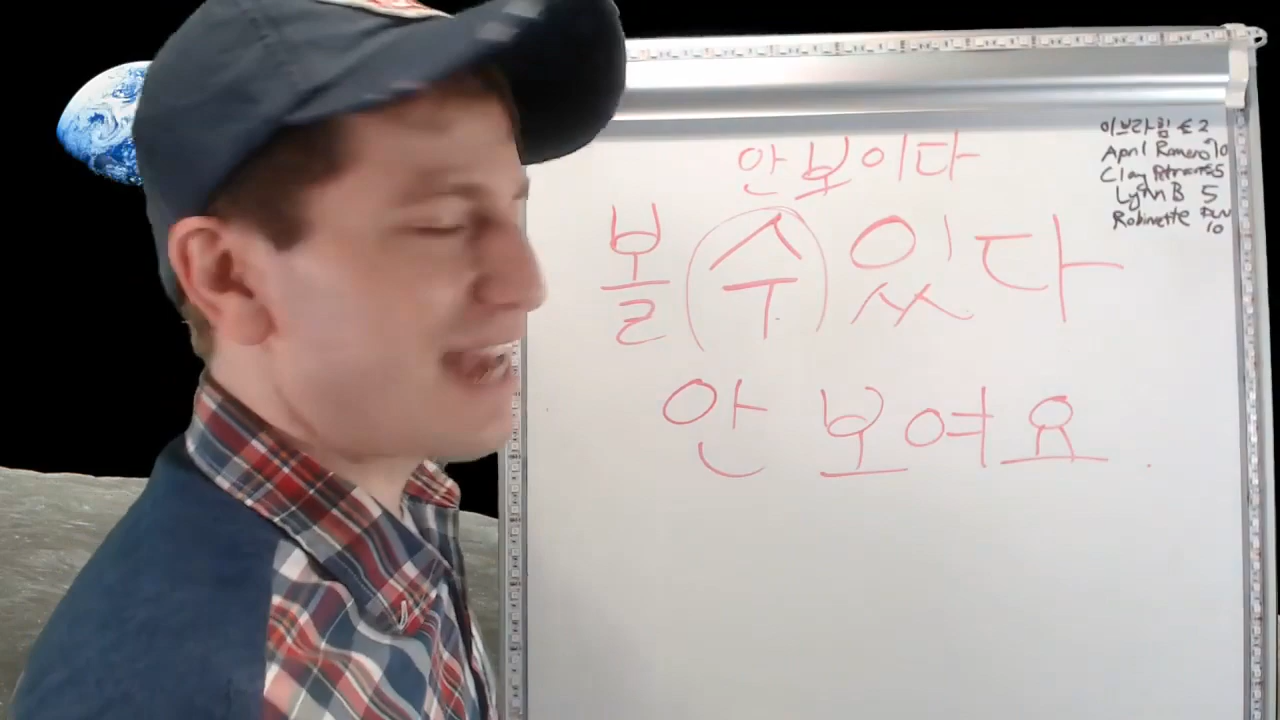 안보이다
볼 수 있다
안 보여요.
이브라힘 € 2
April Romero 10
Clay 5
Lynn B 5
Robinette
10